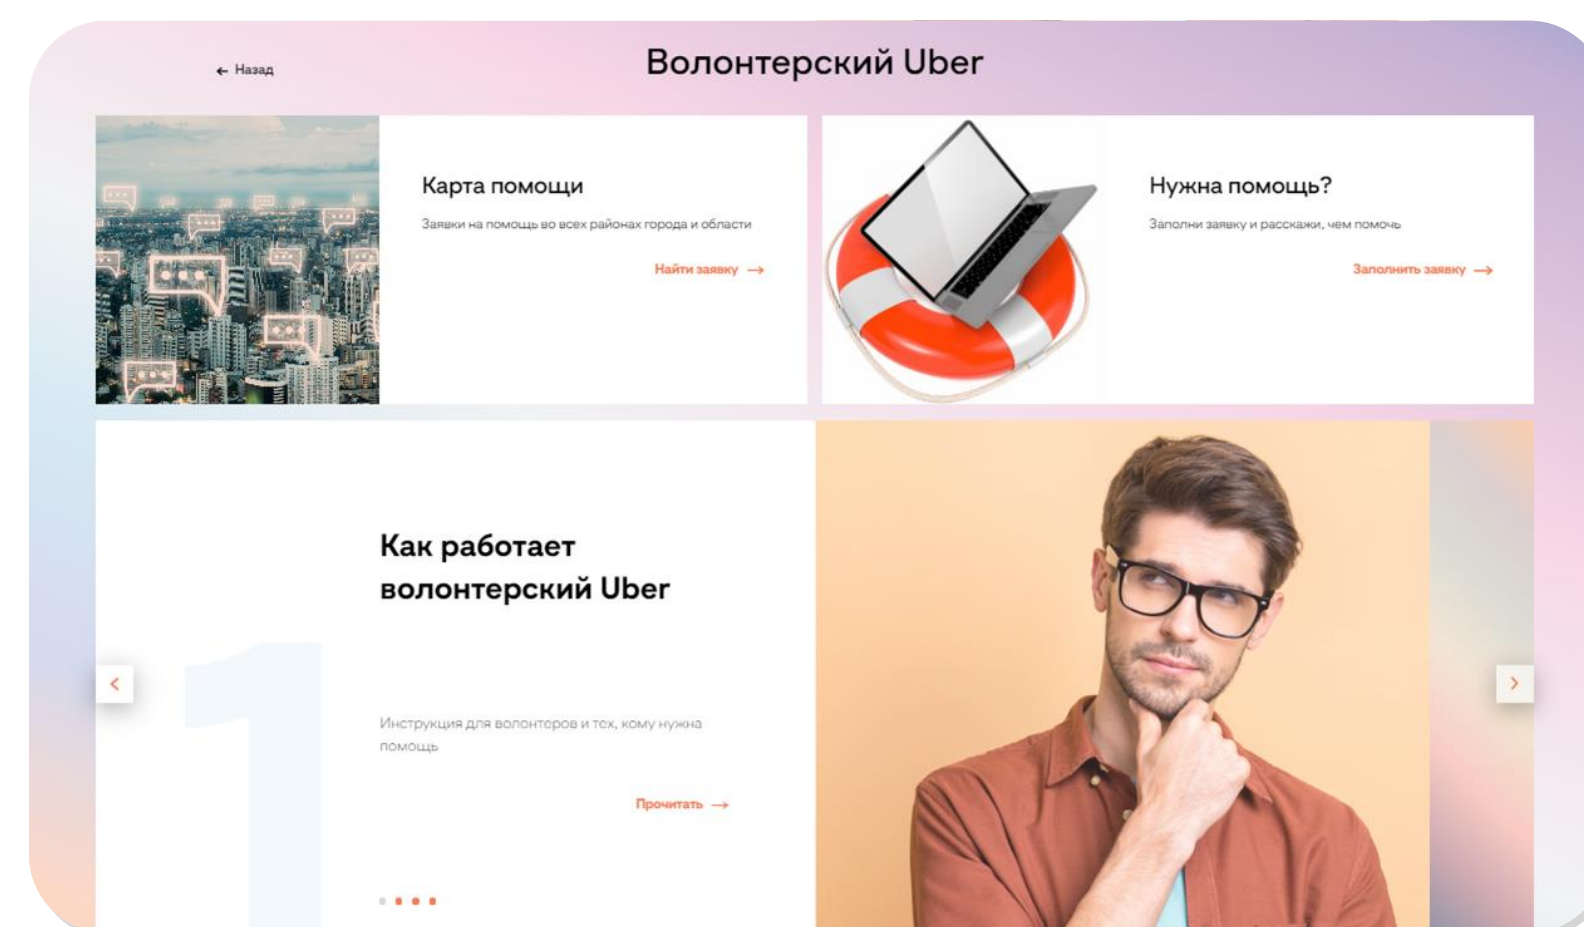 ← Назад
Волонтерский Uber
Карта помощи
Заявки на помощь во всех районах города и области
Найти заявку →
Нужна помощь?
Заполни заявку и расскажи, чем помочь
Заполнить заявку →
Как работает
волонтерский Uber
1
Инструкция для волонтеров и тех, кому нужна
помощь
Прочитать →